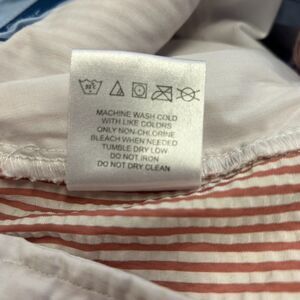 MACHINE WASH COLD
WITH LIKE COLORS
ONLY NON-CHLORINE
BLEACH WHEN NEEDED
TUMBLE DRY LOW
DO NOT IRON
DO NOT DRY CLEAN